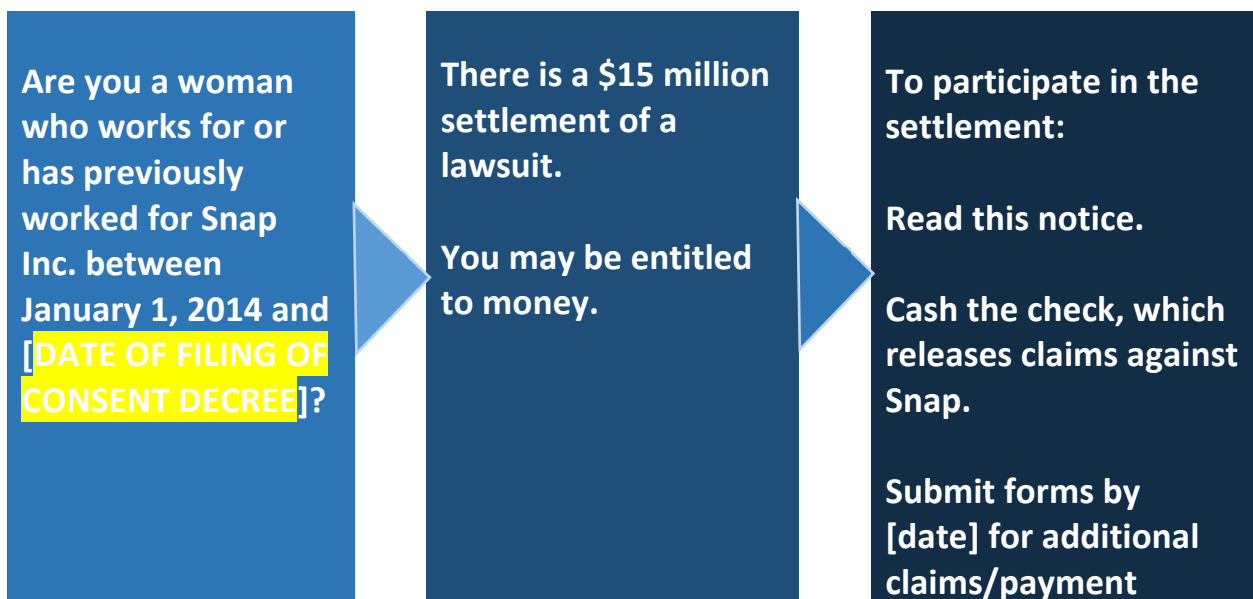 Are you a woman
who works for or
has previously
worked for Snap
Inc. between
January 1, 2014 and
[DATE OF FILING OF
CONSENT DECREE]?
There is a $15 million
settlement of a
lawsuit.
You may be entitled
to money.
To participate in the
settlement:
Read this notice.
Cash the check, which
releases claims against
Snap.
Submit forms by
[date] for additional
claims/payment